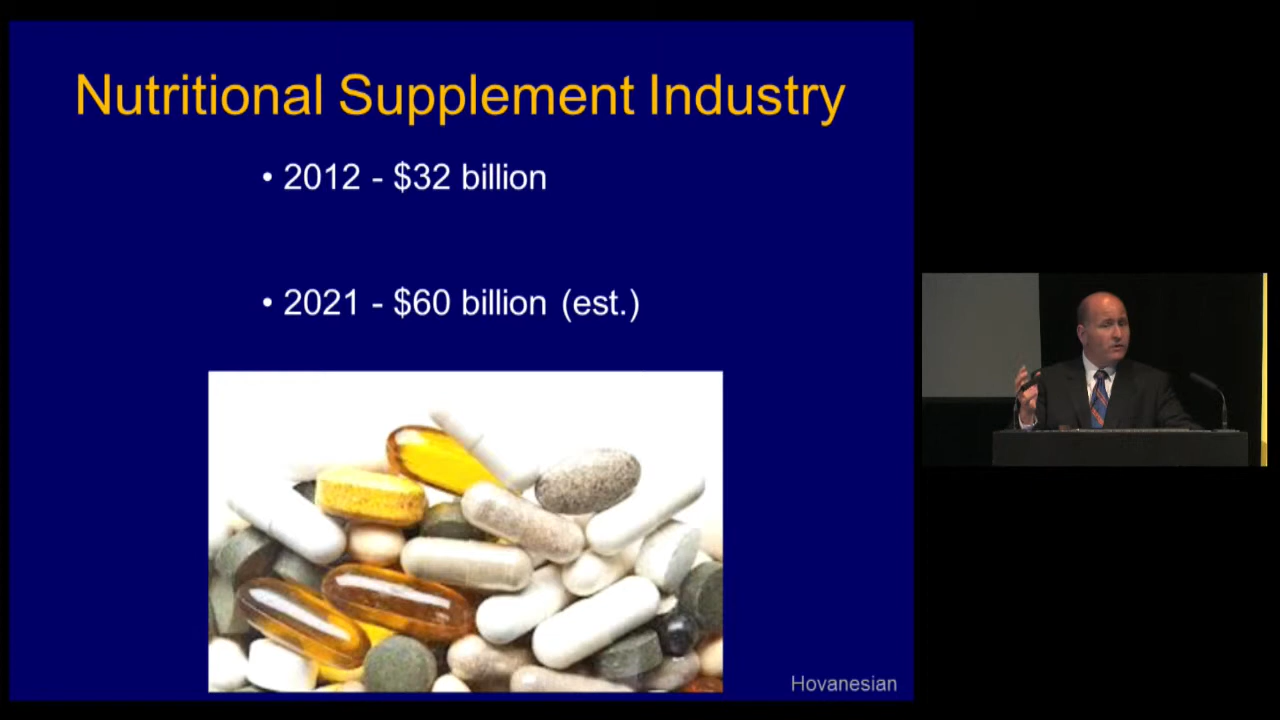 Nutritional Supplement Industry
• 2012 - $32 billion
• 2021 - $60 billion (est.)
Hovanesian